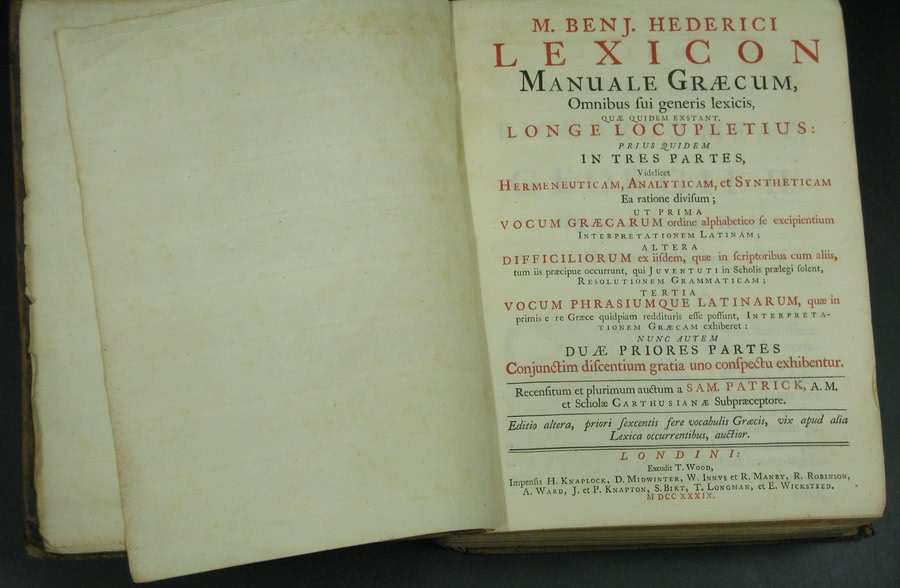 M. BENJ. HEDERICI
LEXICON
MANUALE GRÆCUM,
Omnibus ſui generis lexicis,
QUÆ QUIDEM EXSTANT,
LONGE LOCUPLETIUS:
PRIUS QUIDEM
IN TRES PARTES,
Videlicet
HERMENEUTICAM, ANALYTICAM, et SYNTHETICAM
Ea ratione diviſum;
UT PRIMA
VOCUM GRÆCARUM ordine alphabetico ſe excipientium
INTERPRETATIONEM LATINAM;
ALTERA
DIFFICILIORUM ex iiſdem, quæ in ſcriptoribus cum aliis,
tum iis præcipue occurrunt, qui JUVENTUTI in Scholis prælegi ſolent,
RESOLUTIONEM GRAMMATICAM;
TERTIA
VOCUM PHRASIUMQUE LATINARUM, quæ in
primis e re Græce quidpiam reddituris eſſe poſſunt, INTERPRETA-
TIONEM GRÆCAM exhiberet:
NUNC AUTEM
DUÆ PRIORES PARTES
Conjunctim diſcentium gratia uno conſpectu exhibentur.
Recenſitum et plurimum auctum a SAM. PATRICK, A. M.
et Scholæ CARTHUSIANÆ Subpræceptore.
Editio altera, priori ſexcentis fere vocabulis Græcis, vix apud alia
Lexica occurrentibus, auctior.
LONDINI:
Excudit T. WOOD,
Impenſis H. KNAPLOCK, D. MIDWINTER, W. INNYS et R. MANBY, R. ROBINSON,
A. WARD, J. et P. KNAPTON, S. BIRT, T. LONGMAN, et E. WICKSTEED.
M DCC XXXIX.